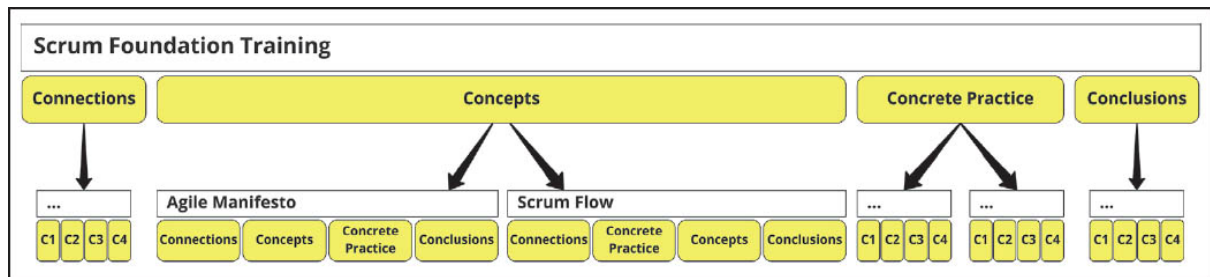 Scrum Foundation Training
Connections
Concepts
Concrete Practice
Conclusions
...
Agile Manifesto
Scrum Flow
...
...
...
C1 C2 C3 C4
Connections
Concepts
Concrete
Practice
Conclusions
Connections
Concrete
Practice
Concepts
Conclusions
C1 C2 C3 C4
C1 C2 C3 C4
C1 C2 C3 C4